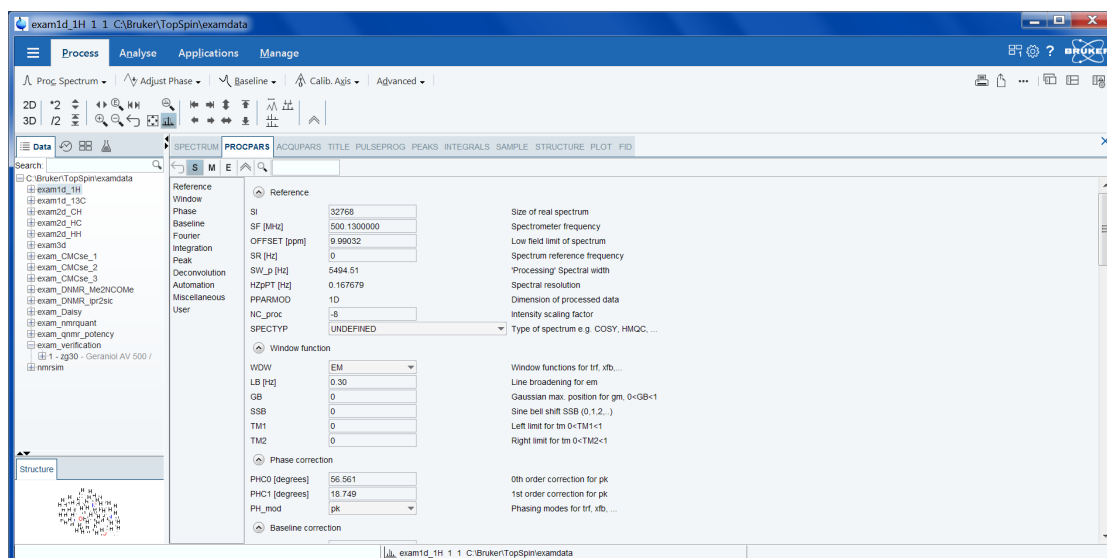 exam1d_1H 1 1 C:\Bruker\TopSpin\examdata
Process Analyse Applications Manage
?
BRUKER
Proc. Spectrum Adjust Phase Baseline Calib. Axis Advanced
2D *2
3D /2
Data
SPECTRUM PROCPARS ACQUPARS TITLE PULSEPROG PEAKS INTEGRALS SAMPLE STRUCTURE PLOT FID
Search:
S M E
C:\Bruker\TopSpin\examdata
exam1d_1H
exam1d_13C
exam2d_CH
exam2d_HC
exam2d_HH
exam3d
exam_CMCse_1
exam_CMCse_2
exam_CMCse_3
exam_DNMR_Me2NCOMe
exam_DNMR_ipr2sic
exam_Daisy
exam_nmrquant
exam_qnmr_potency
exam_verification
1 - zg30 - Geraniol AV 500 /
nmrsim
Structure
Reference
Window
Phase
Baseline
Fourier
Integration
Peak
Deconvolution
Automation
Miscellaneous
User
Reference
SI 32768 Size of real spectrum
SF [MHz] 500.1300000 Spectrometer frequency
OFFSET [ppm] 9.99032 Low field limit of spectrum
SR [Hz] 0 Spectrum reference frequency
SW_p [Hz] 5494.51 'Processing' Spectral width
HZpPT [Hz] 0.167679 Spectral resolution
PPARMOD 1D Dimension of processed data
NC_proc -8 Intensity scaling factor
SPECTYP UNDEFINED Type of spectrum e.g. COSY, HMQC, ...
Window function
WDW EM Window functions for trf, xfb,...
LB [Hz] 0.30 Line broadening for em
GB 0 Gaussian max. position for gm, 0<GB<1
SSB 0 Sine bell shift SSB (0,1,2,..)
TM1 0 Left limit for tm 0<TM1<1
TM2 0 Right limit for tm 0<TM2<1
Phase correction
PHC0 [degrees] 56.561 0th order correction for pk
PHC1 [degrees] 18.749 1st order correction for pk
PH_mod pk Phasing modes for trf, xfb, ...
Baseline correction
exam1d_1H 1 1 C:\Bruker\TopSpin\examdata